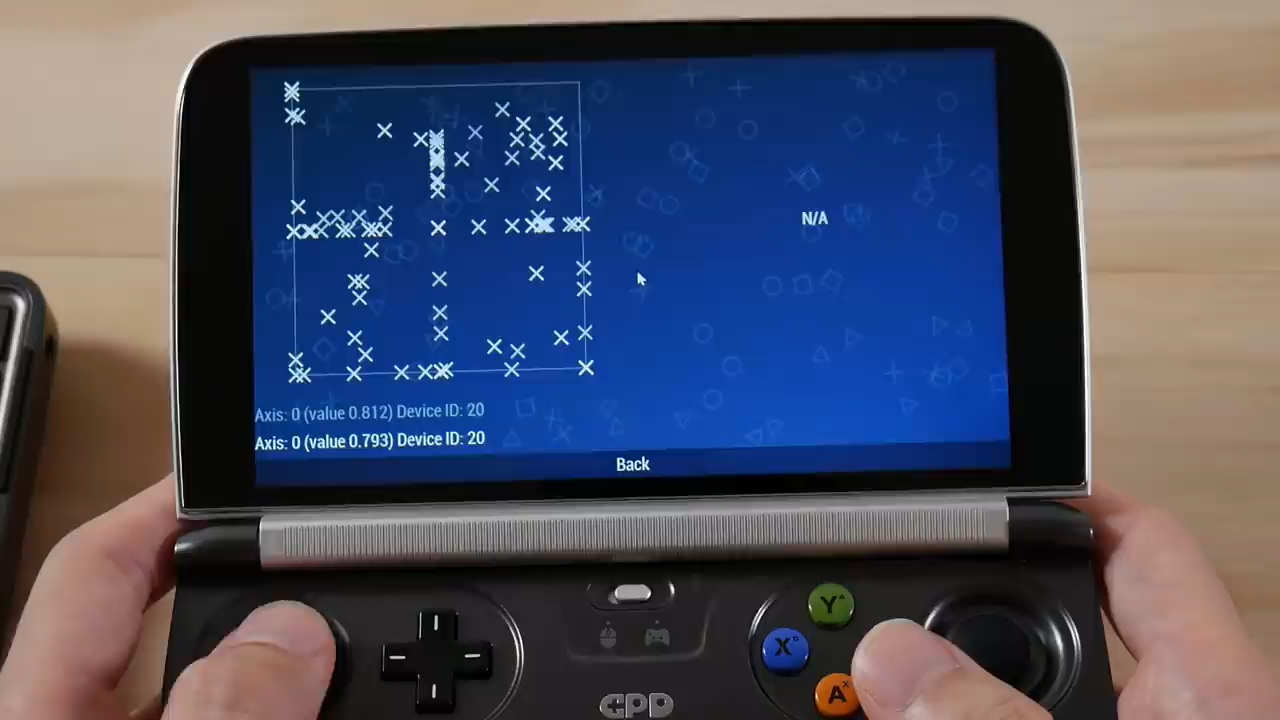 N/A
Axis: 0 (value 0.812) Device ID: 20
Axis: 0 (value 0.793) Device ID: 20
Back
Y
X
A
GPD